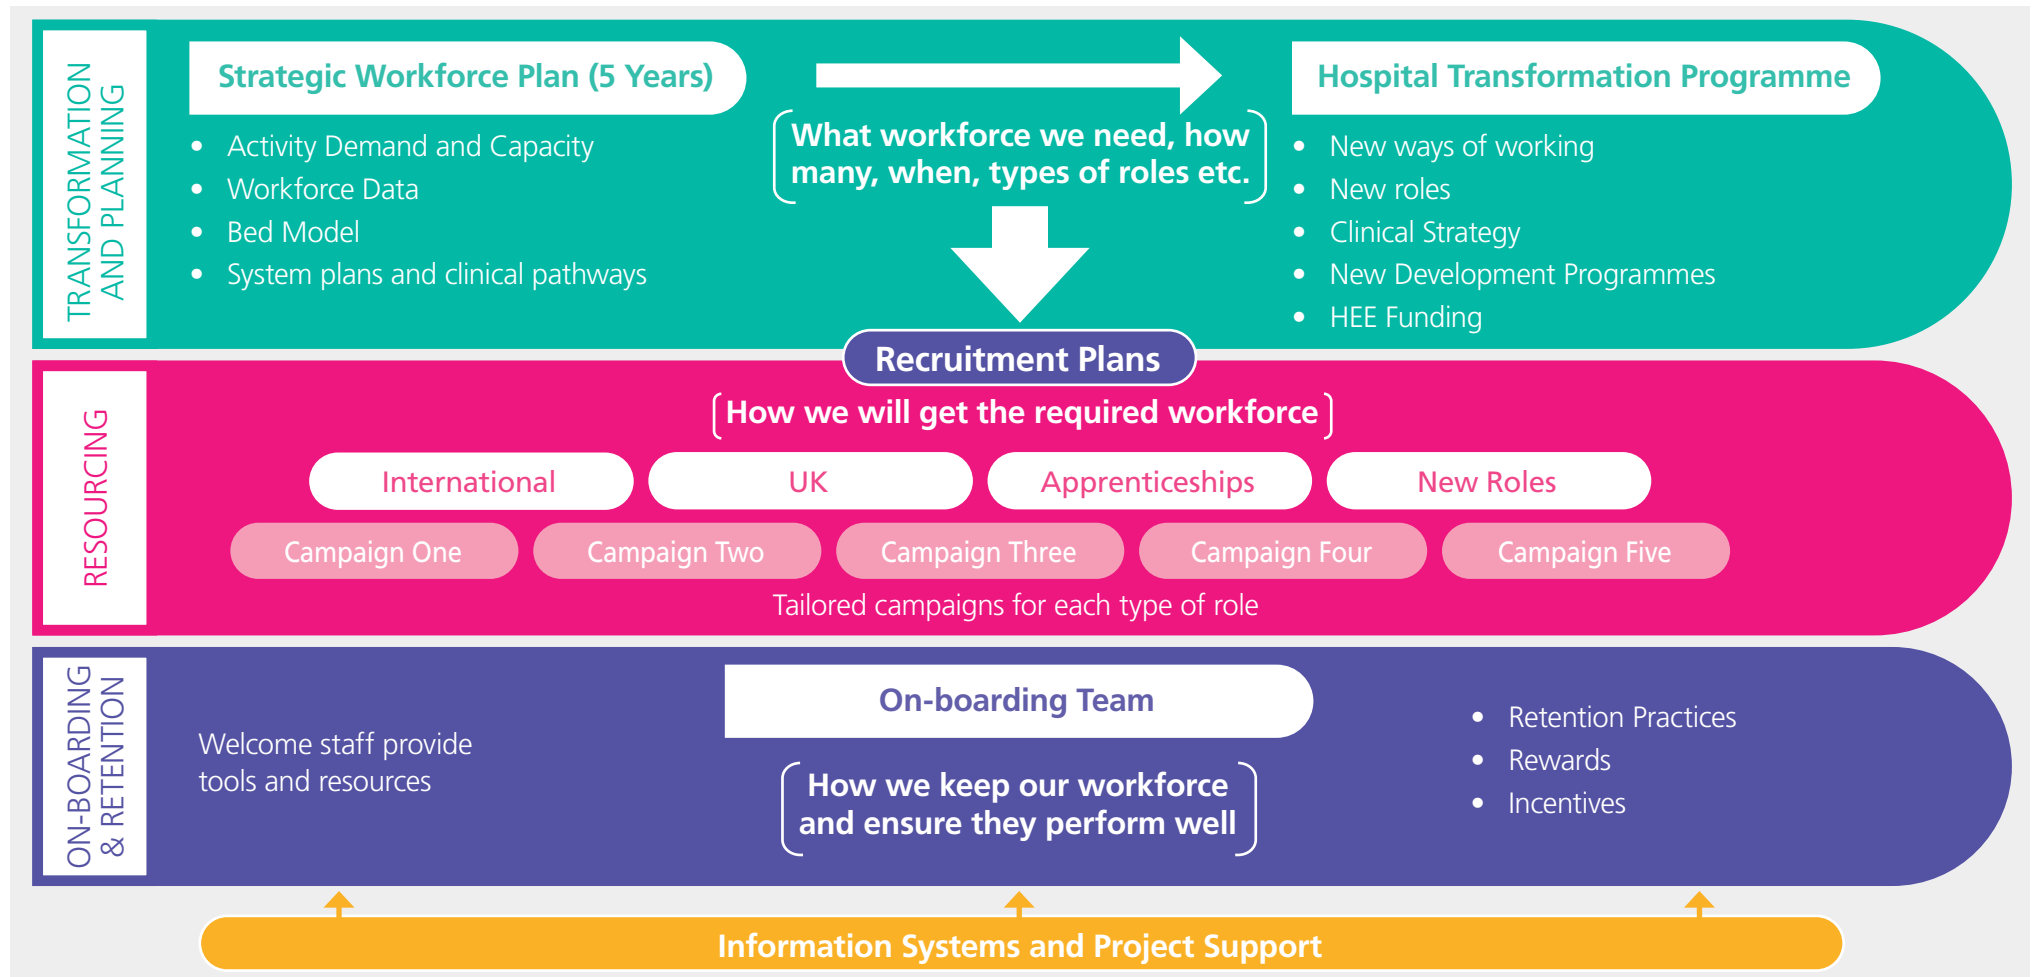 TRANSFORMATION
AND PLANNING
Strategic Workforce Plan (5 Years)
• Activity Demand and Capacity
• Workforce Data
• Bed Model
• System plans and clinical pathways
What workforce we need, how
many, when, types of roles etc.
Hospital Transformation Programme
• New ways of working
• New roles
• Clinical Strategy
• New Development Programmes
• HEE Funding
Recruitment Plans
RESOURCING
How we will get the required workforce
International
UK
Apprenticeships
New Roles
Campaign One
Campaign Two
Campaign Three
Campaign Four
Campaign Five
Tailored campaigns for each type of role
ON-BOARDING
& RETENTION
Welcome staff provide
tools and resources
On-boarding Team
How we keep our workforce
and ensure they perform well
• Retention Practices
• Rewards
• Incentives
Information Systems and Project Support